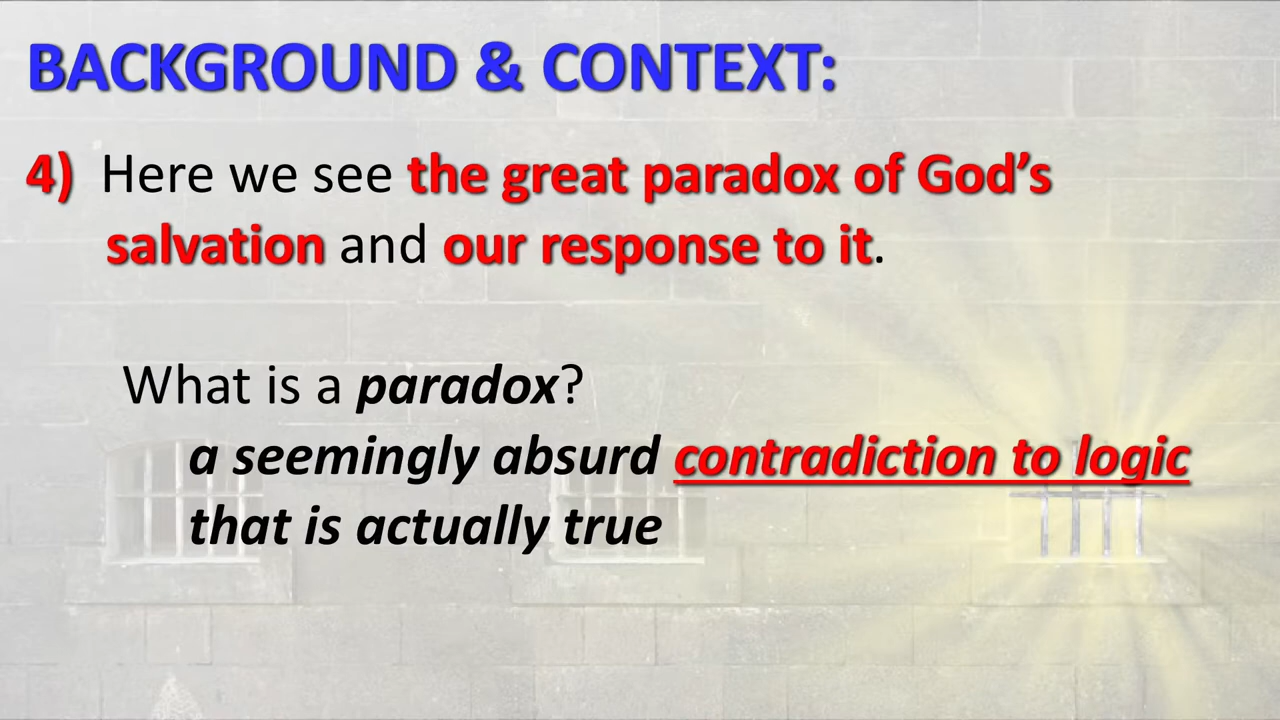 BACKGROUND & CONTEXT:
4) Here we see the great paradox of God’s
salvation and our response to it.
What is a paradox?
a seemingly absurd contradiction to logic
that is actually true